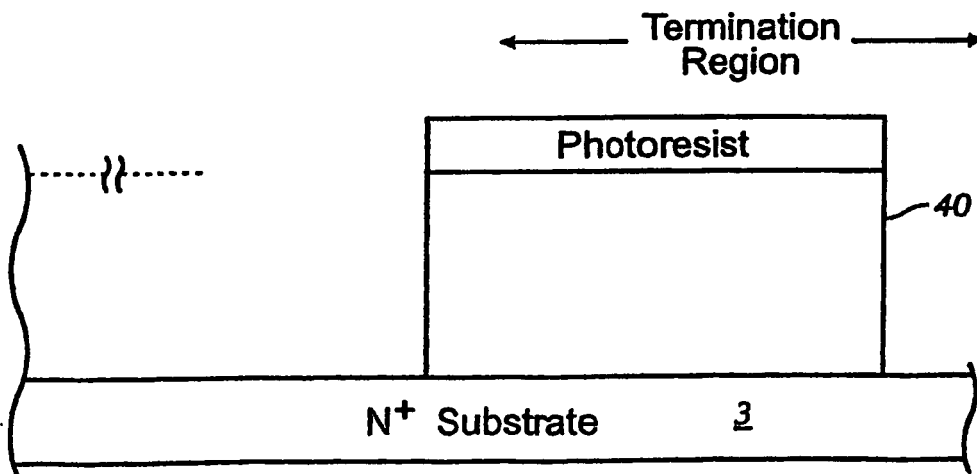 Termination
Region
Photoresist
40
N⁺ Substrate 3